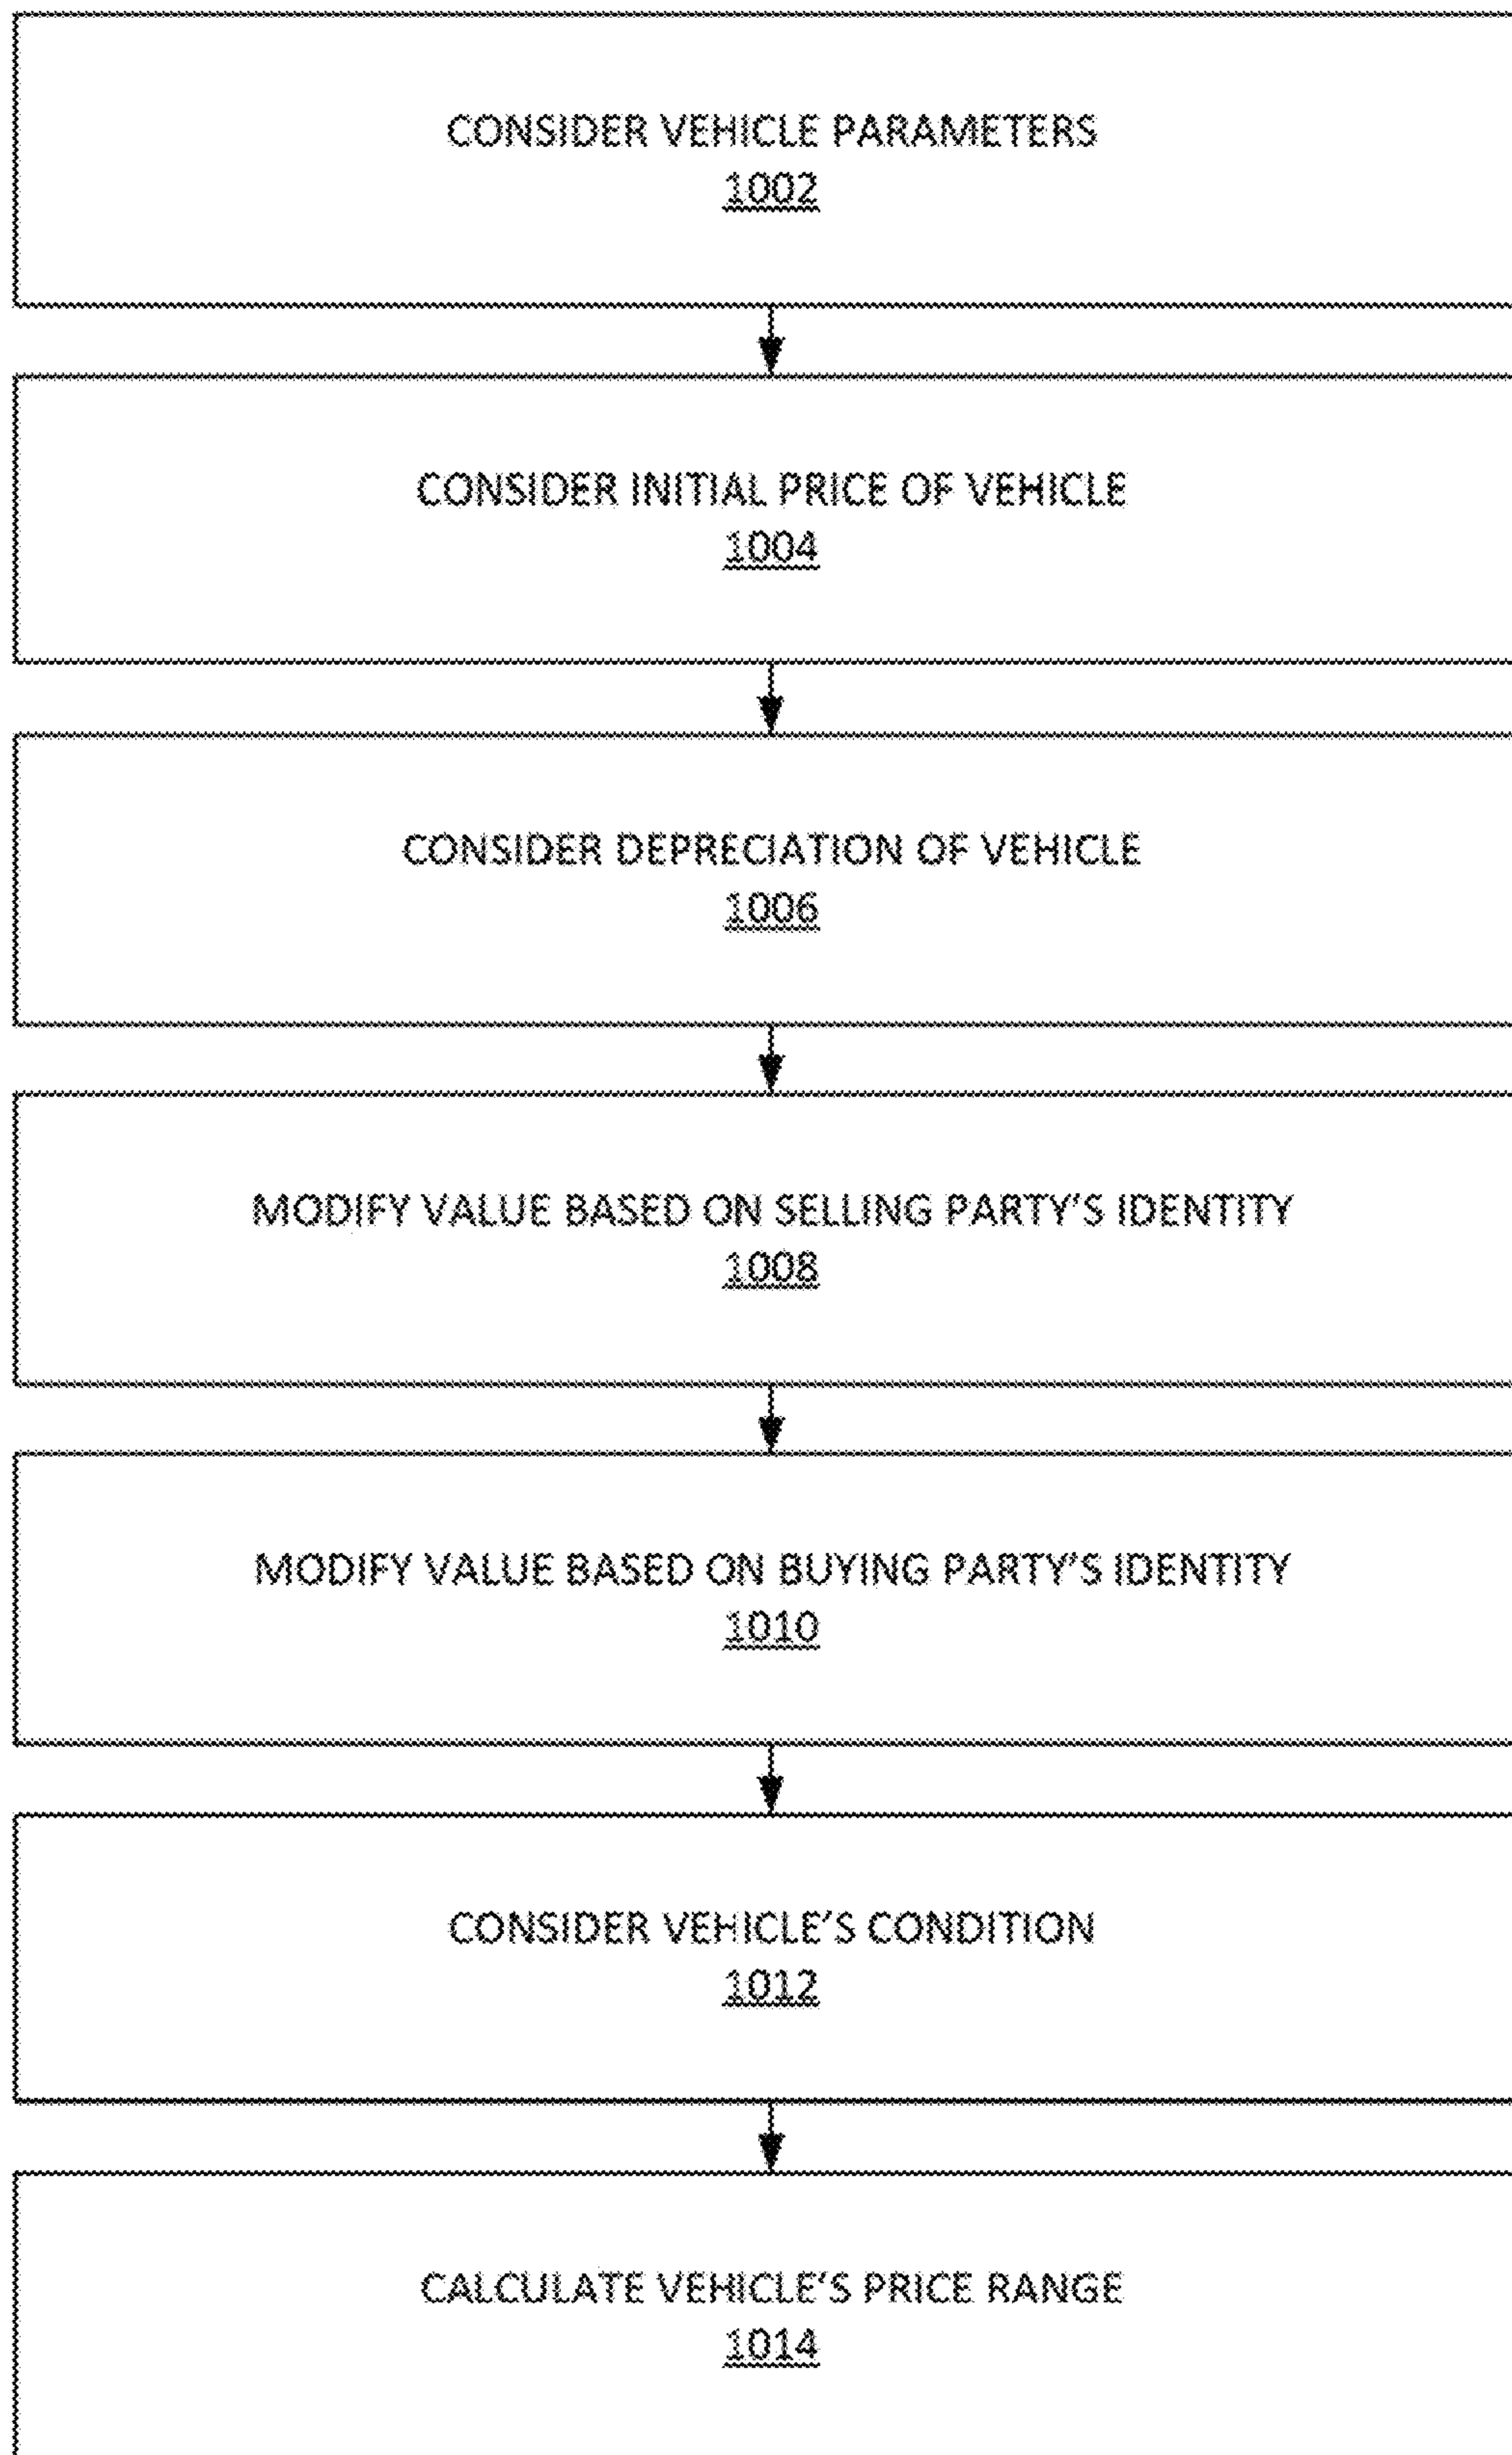 CONSIDER VEHICLE PARAMETERS
1002
CONSIDER INITIAL PRICE OF VEHICLE
1004
CONSIDER DEPRECIATION OF VEHICLE
1006
MODIFY VALUE BASED ON SELLING PARTY'S IDENTITY
1008
MODIFY VALUE BASED ON BUYING PARTY'S IDENTITY
1010
CONSIDER VEHICLE'S CONDITION
1012
CALCULATE VEHICLE'S PRICE RANGE
1014